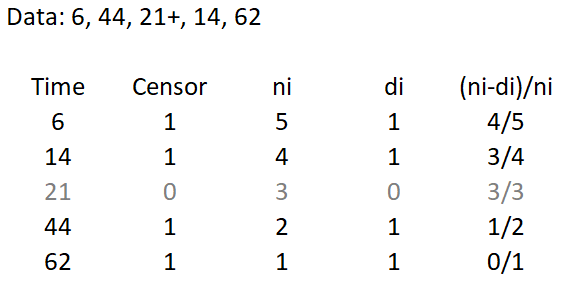 Data: 6, 44, 21+, 14, 62
Time Censor ni di (ni-di)/ni
6 1 5 1 4/5
14 1 4 1 3/4
21 0 3 0 3/3
44 1 2 1 1/2
62 1 1 1 0/1